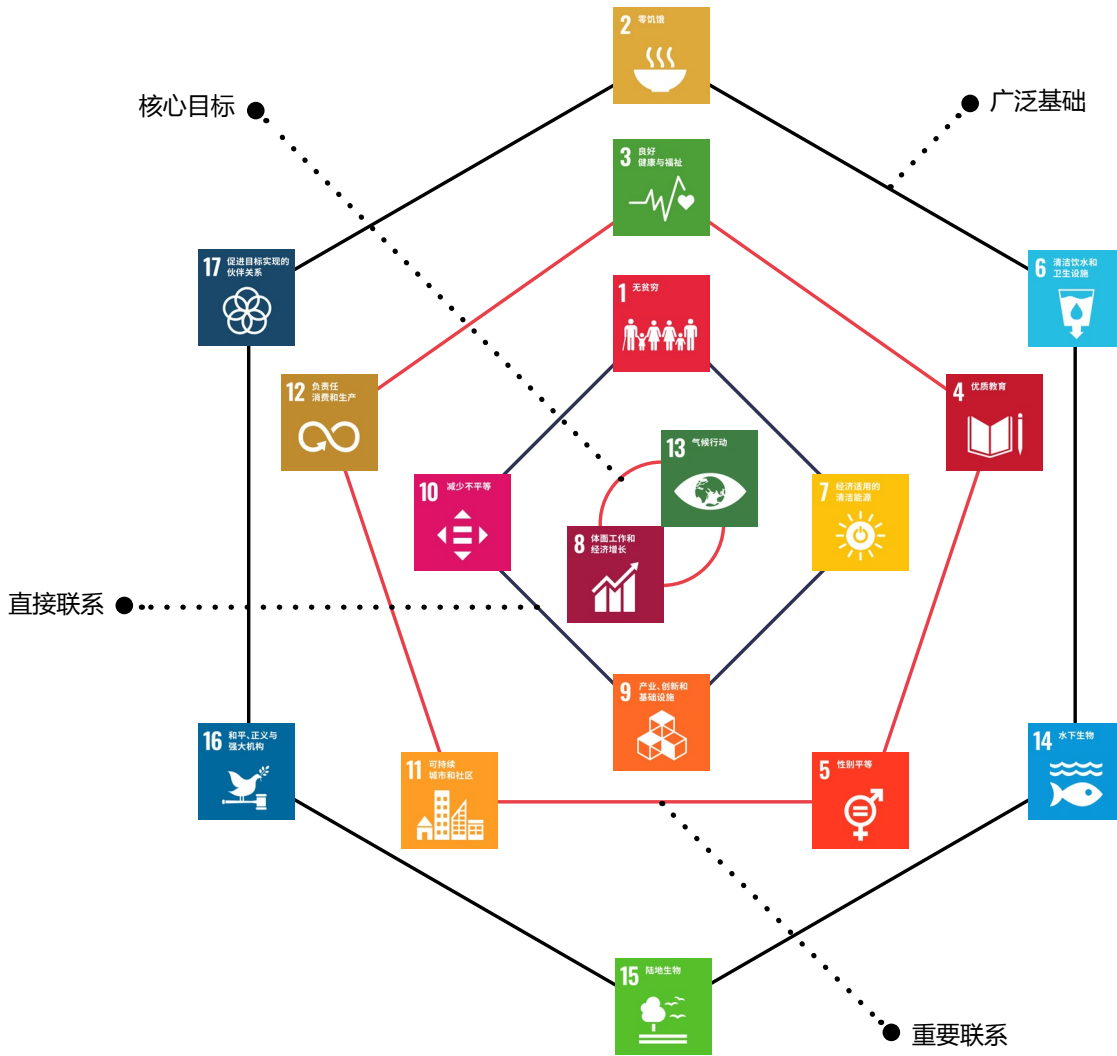 2 零饥饿
核心目标
广泛基础
3 良好
健康与福祉
17 促进目标实现的
伙伴关系
6 清洁饮水和
卫生设施
1 无贫穷
12 负责任
消费和生产
4 优质教育
13 气候行动
10 减少不平等
7 经济适用的
清洁能源
8 体面工作和
经济增长
直接联系
9 产业、创新和
基础设施
16 和平、正义与
强大机构
14 水下生物
11 可持续
城市和社区
5 性别平等
15 陆地生物
重要联系